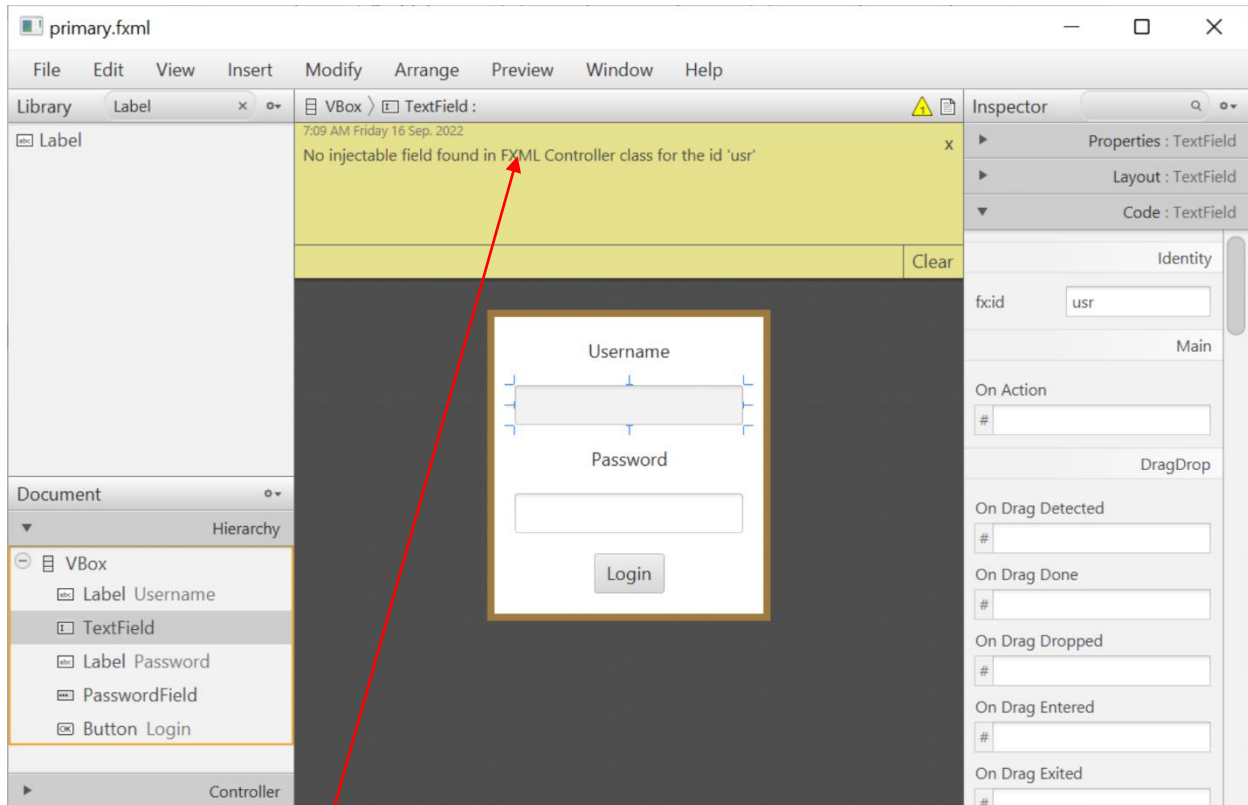 primary.fxml
File Edit View Insert Modify Arrange Preview Window Help
Library Label x
VBox TextField :
1
Inspector
Label
7:09 AM Friday 16 Sep. 2022
x
No injectable field found in FXML Controller class for the id 'usr'
Clear
Username
Password
Login
Document
Hierarchy
VBox
abc Label Username
TextField
abc Label Password
PasswordField
OK Button Login
Controller
Properties : TextField
Layout : TextField
Code : TextField
Identity
fx:id usr
Main
On Action
#
DragDrop
On Drag Detected
#
On Drag Done
#
On Drag Dropped
#
On Drag Entered
#
On Drag Exited
#